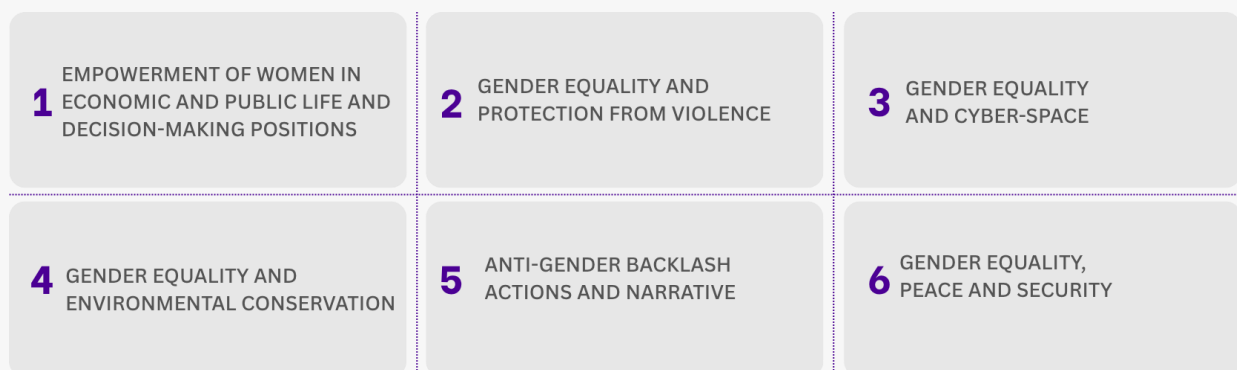 1
EMPOWERMENT OF WOMEN IN
ECONOMIC AND PUBLIC LIFE AND
DECISION-MAKING POSITIONS
2
GENDER EQUALITY AND
PROTECTION FROM VIOLENCE
3
GENDER EQUALITY
AND CYBER-SPACE
4
GENDER EQUALITY AND
ENVIRONMENTAL CONSERVATION
5
ANTI-GENDER BACKLASH
ACTIONS AND NARRATIVE
6
GENDER EQUALITY,
PEACE AND SECURITY